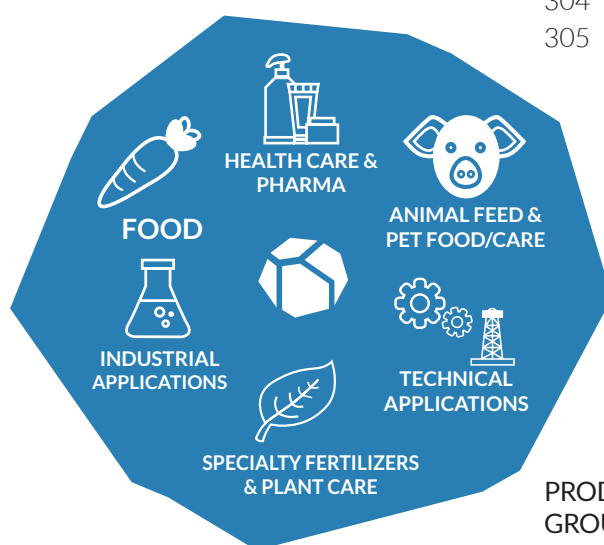 304
305
HEALTH CARE &
PHARMA
FOOD
ANIMAL FEED &
PET FOOD/CARE
INDUSTRIAL
APPLICATIONS
TECHNICAL
APPLICATIONS
SPECIALTY FERTILIZERS
& PLANT CARE